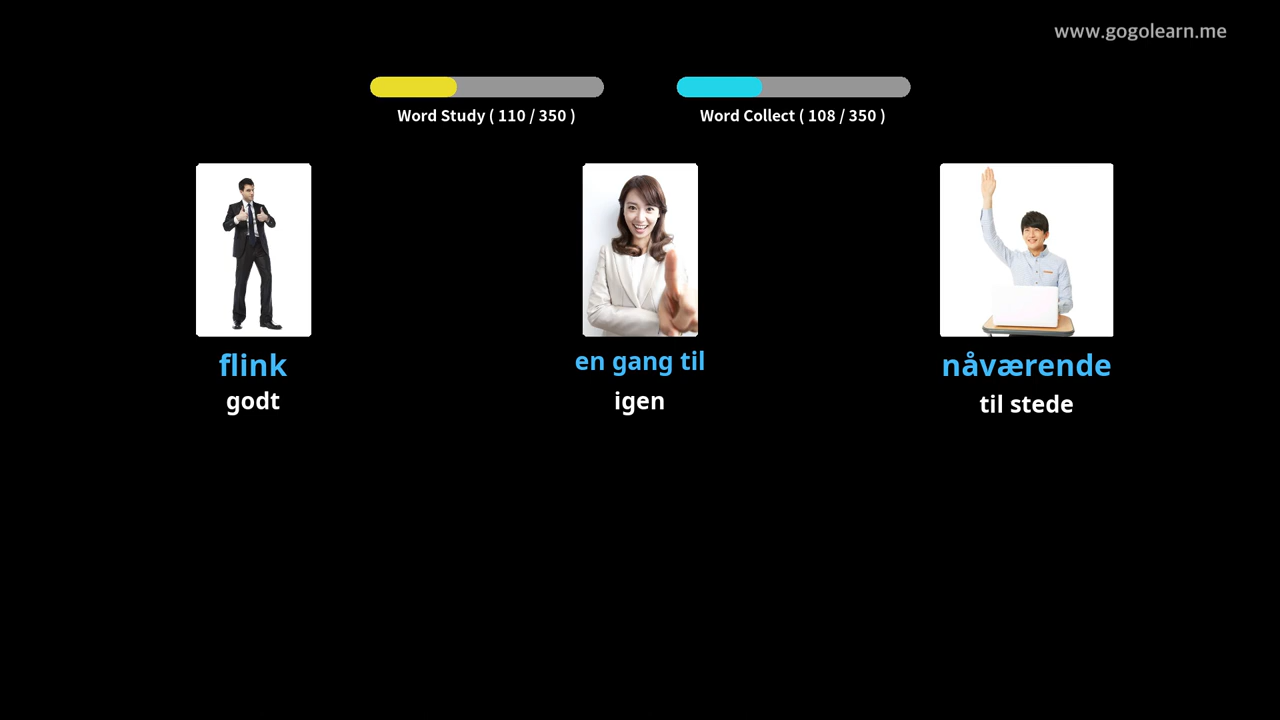 www.gogolearn.me
Word Study ( 110 / 350 )
Word Collect ( 108 / 350 )
flink
godt
en gang til
igen
nåværende
til stede